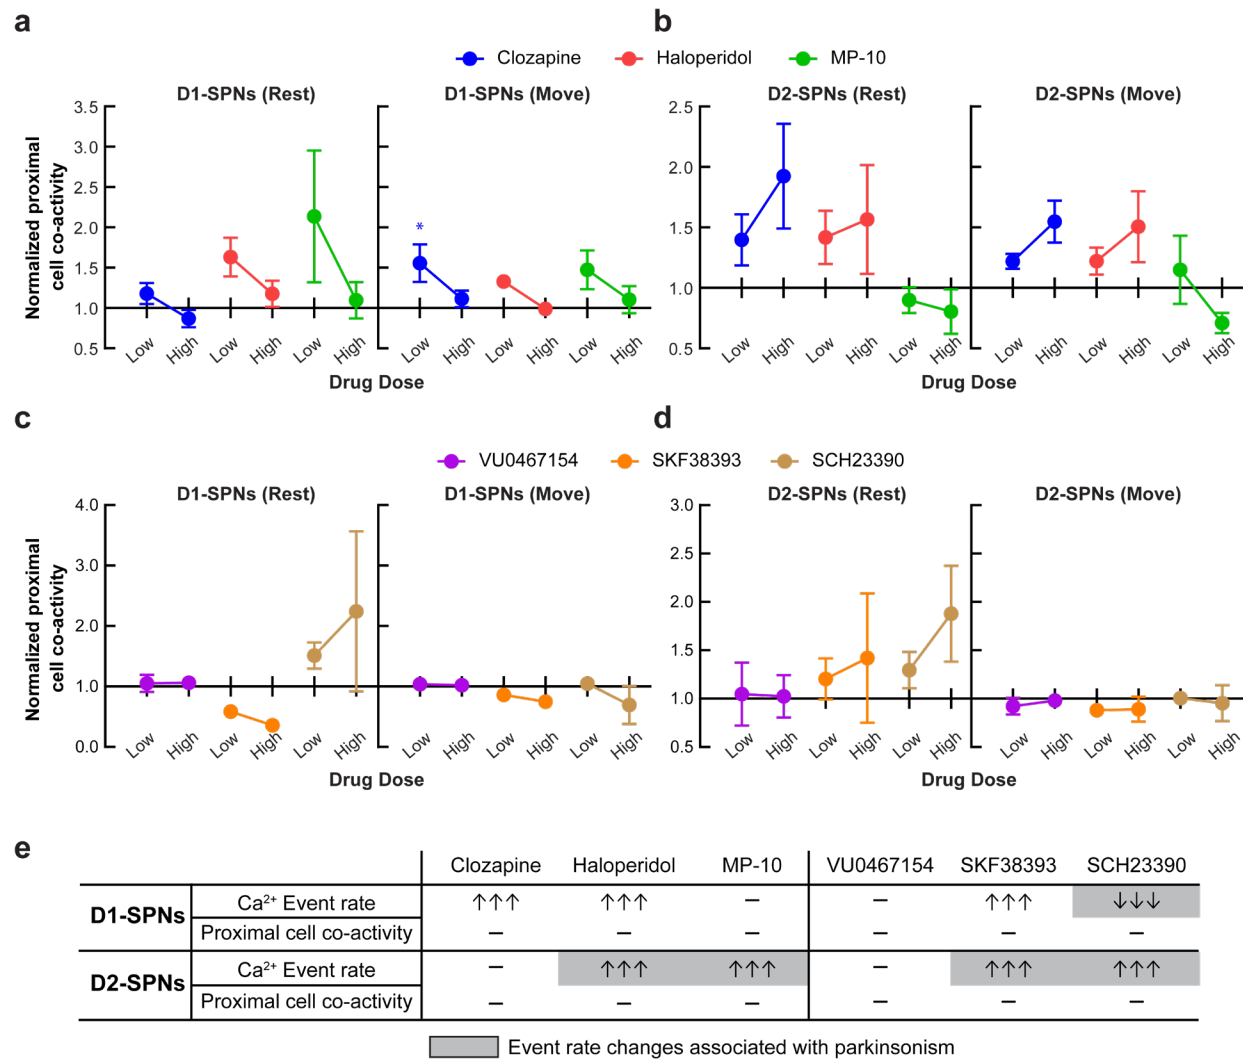 a
b
Clozapine Haloperidol MP-10
D1-SPNs (Rest) D1-SPNs (Move)
Normalized proximal
cell co-activity
3.5
3.0
2.5
2.0
1.5
1.0
0.5
*
Low High Low High Low High Low High Low High Low High
Drug Dose
D2-SPNs (Rest) D2-SPNs (Move)
2.5
2.0
1.5
1.0
0.5
Low High Low High Low High Low High Low High Low High
Drug Dose
c
d
VU0467154 SKF38393 SCH23390
D1-SPNs (Rest) D1-SPNs (Move)
Normalized proximal
cell co-activity
4.0
3.0
2.0
1.0
0.0
Low High Low High Low High Low High Low High Low High
Drug Dose
D2-SPNs (Rest) D2-SPNs (Move)
3.0
2.5
2.0
1.5
1.0
0.5
Low High Low High Low High Low High Low High Low High
Drug Dose
e
Clozapine Haloperidol MP-10 VU0467154 SKF38393 SCH23390
D1-SPNs
Ca²⁺ Event rate ↑↑↑ ↑↑↑ – – ↑↑↑ ↓↓↓
Proximal cell co-activity – – – – – –
D2-SPNs
Ca²⁺ Event rate – ↑↑↑ ↑↑↑ – ↑↑↑ ↑↑↑
Proximal cell co-activity – – – – – –
Event rate changes associated with parkinsonism